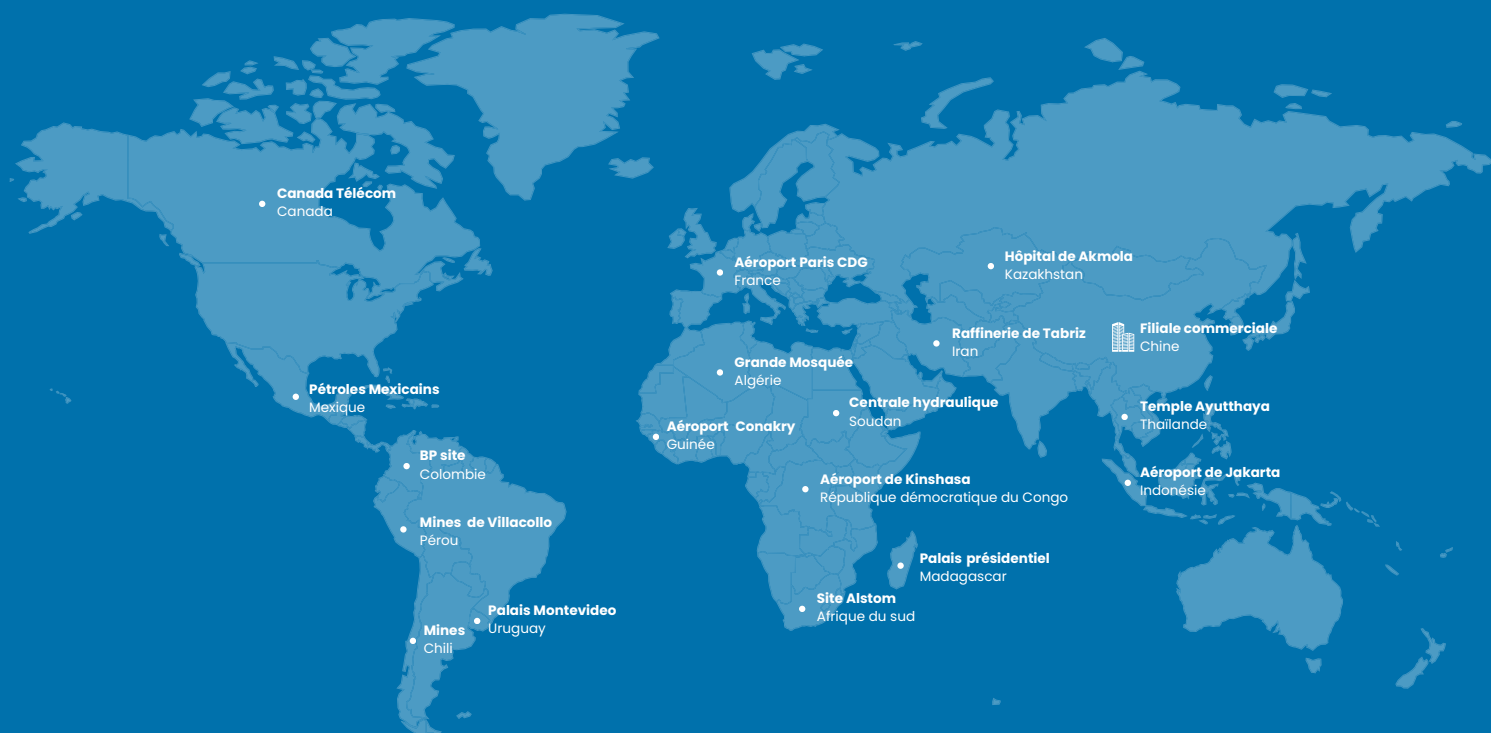 Canada Télécom
Canada
Aéroport Paris CDG
France
Hôpital de Akmola
Kazakhstan
Filiale commerciale
Chine
Raffinerie de Tabriz
Iran
Grande Mosquée
Algérie
Pétroles Mexicains
Mexique
Centrale hydraulique
Soudan
Temple Ayutthaya
Thaïlande
Aéroport Conakry
Guinée
BP site
Colombie
Aéroport de Jakarta
Indonésie
Aéroport de Kinshasa
République démocratique du Congo
Mines de Villacollo
Pérou
Palais présidentiel
Madagascar
Site Alstom
Afrique du sud
Palais Montevideo
Uruguay
Mines
Chili